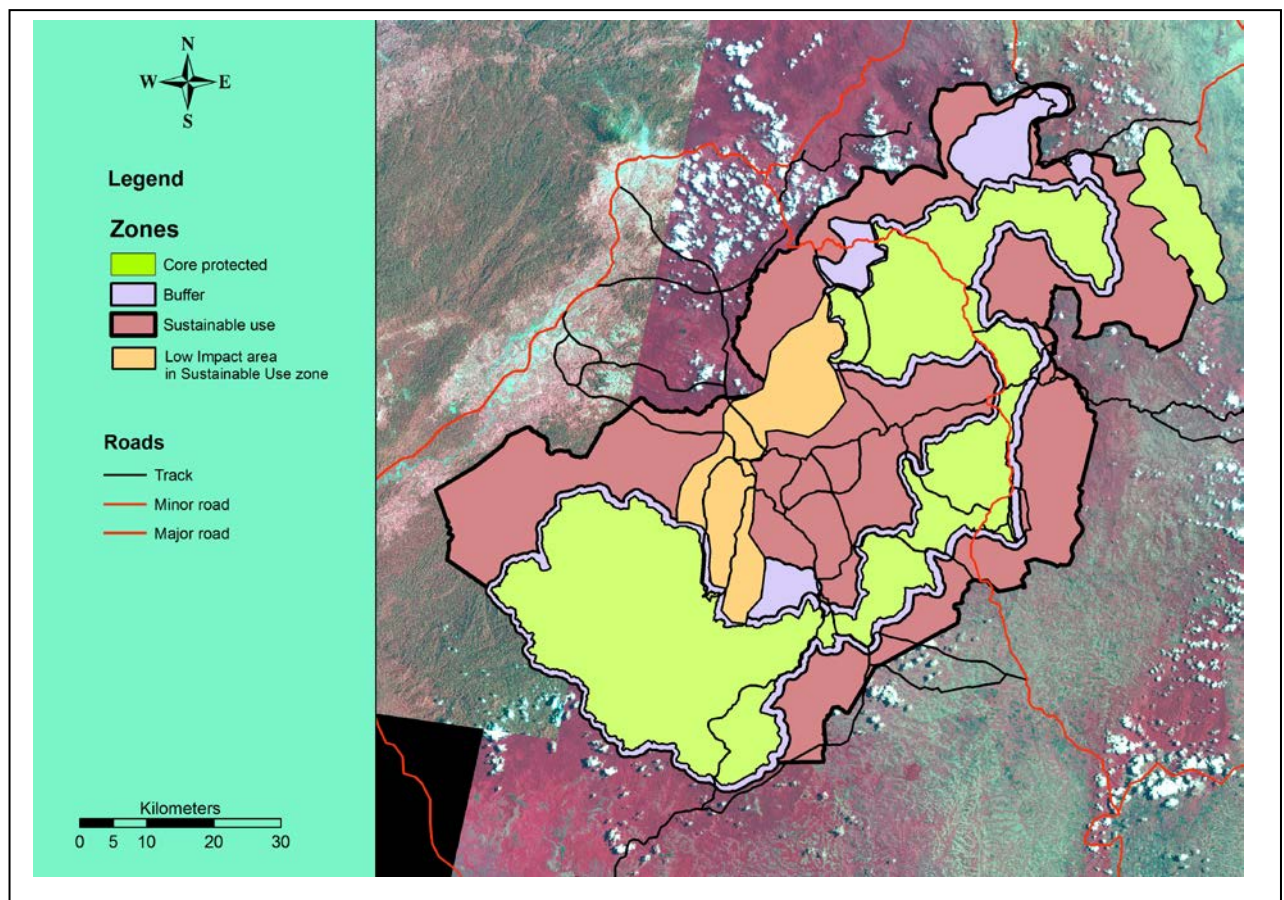 N
W E
S
Legend
Zones
Core protected
Buffer
Sustainable use
Low Impact area
in Sustainable Use zone
Roads
Track
Minor road
Major road
Kilometers
0 5 10 20 30